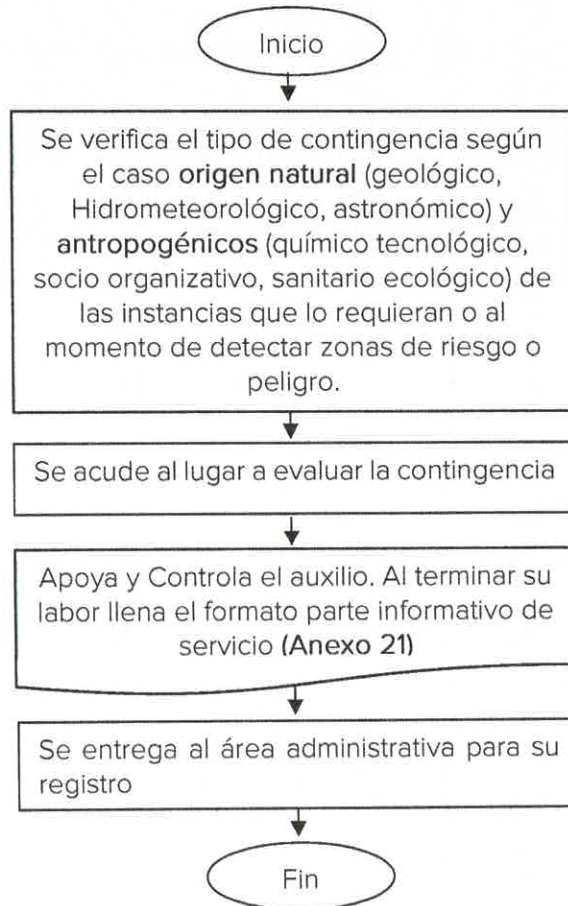 Inicio
Se verifica el tipo de contingencia según
el caso origen natural (geológico,
Hidrometeorológico, astronómico) y
antropogénicos (químico tecnológico,
socio organizativo, sanitario ecológico) de
las instancias que lo requieran o al
momento de detectar zonas de riesgo o
peligro.
Se acude al lugar a evaluar la contingencia
Apoya y Controla el auxilio. Al terminar su
labor llena el formato parte informativo de
servicio (Anexo 21)
Se entrega al área administrativa para su
registro
Fin